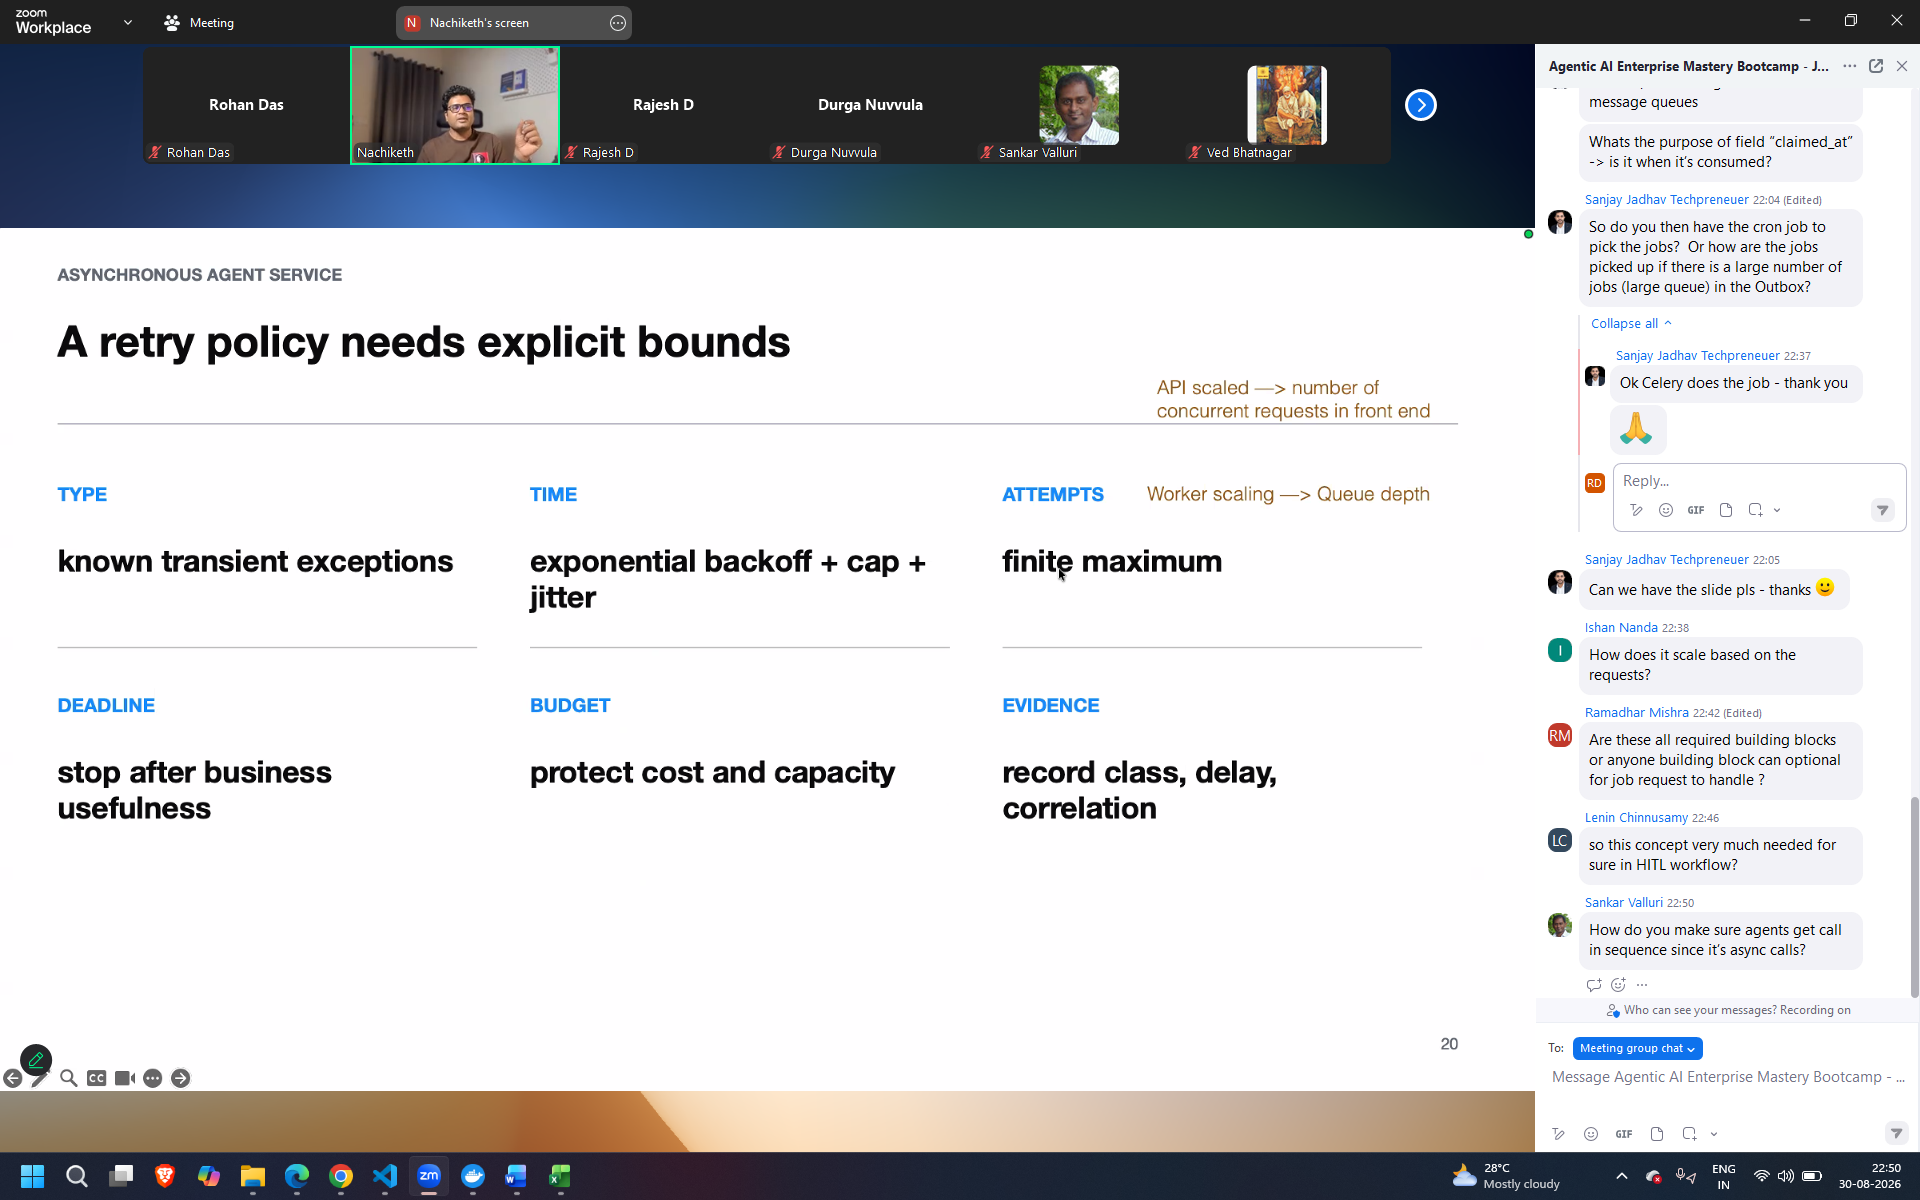 zoom
Workplace
Meeting
N Nachiketh's screen
Rohan Das
Rohan Das
Nachiketh
Rajesh D
Rajesh D
Durga Nuvvula
Durga Nuvvula
Sankar Valluri
Ved Bhatnagar
ASYNCHRONOUS AGENT SERVICE
A retry policy needs explicit bounds
API scaled —> number of
concurrent requests in front end
TYPE
known transient exceptions
TIME
exponential backoff + cap +
jitter
ATTEMPTS
Worker scaling —> Queue depth
finite maximum
DEADLINE
stop after business
usefulness
BUDGET
protect cost and capacity
EVIDENCE
record class, delay,
correlation
20
CC
Agentic AI Enterprise Mastery Bootcamp - J...
message queues
Whats the purpose of field “claimed_at”
-> is it when it’s consumed?
Sanjay Jadhav Techpreneuer 22:04 (Edited)
So do you then have the cron job to
pick the jobs? Or how are the jobs
picked up if there is a large number of
jobs (large queue) in the Outbox?
Collapse all
Sanjay Jadhav Techpreneuer 22:37
Ok Celery does the job - thank you
RD
Reply...
GIF
Sanjay Jadhav Techpreneuer 22:05
Can we have the slide pls - thanks
Ishan Nanda 22:38
I
How does it scale based on the
requests?
Ramadhar Mishra 22:42 (Edited)
RM
Are these all required building blocks
or anyone building block can optional
for job request to handle ?
Lenin Chinnusamy 22:46
LC
so this concept very much needed for
sure in HITL workflow?
Sankar Valluri 22:50
How do you make sure agents get call
in sequence since it’s async calls?
Who can see your messages? Recording on
To: Meeting group chat
Message Agentic AI Enterprise Mastery Bootcamp - ...
GIF
zm
28°C
Mostly cloudy
ENG
IN
22:50
30-08-2026